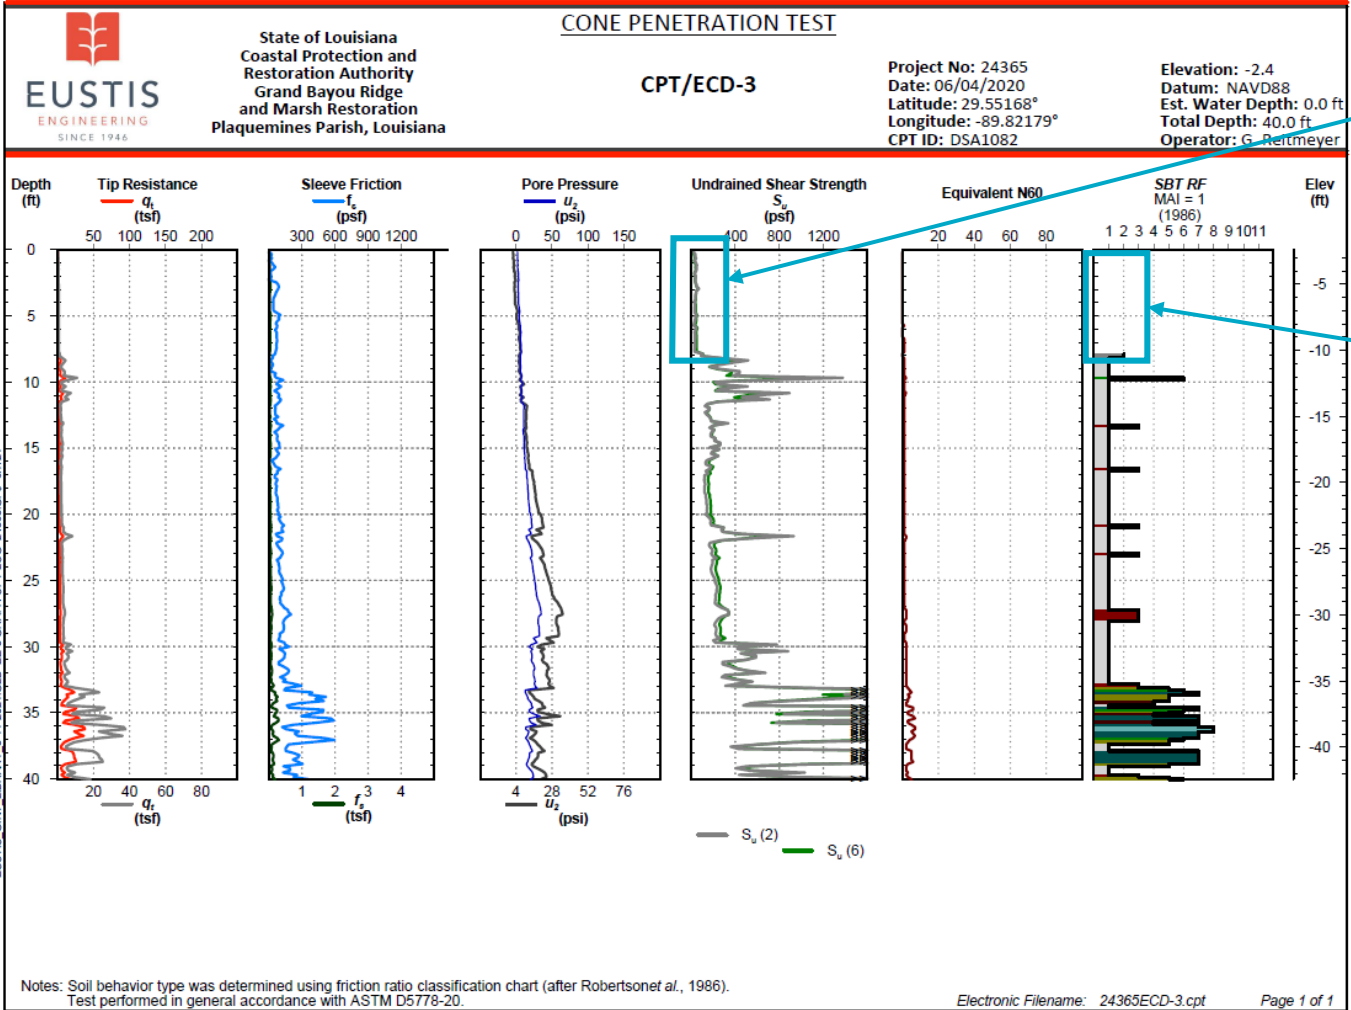 CONE PENETRATION TEST
EUSTIS
ENGINEERING
SINCE 1946
State of Louisiana
Coastal Protection and
Restoration Authority
Grand Bayou Ridge
and Marsh Restoration
Plaquemines Parish, Louisiana
CPT/ECD-3
Project No: 24365
Date: 06/04/2020
Latitude: 29.55168°
Longitude: -89.82179°
CPT ID: DSA1082
Elevation: -2.4
Datum: NAVD88
Est. Water Depth: 0.0 ft
Total Depth: 40.0 ft
Operator: G. Reitmeyer
Depth
(ft)
Tip Resistance
qt
(tsf)
50 100 150 200
Sleeve Friction
fs
(psf)
300 600 900 1200
Pore Pressure
u2
(psi)
0 50 100 150
Undrained Shear Strength
Su
(psf)
400 800 1200
Equivalent N60
20 40 60 80
SBT RF
MAI = 1
(1986)
1 2 3 4 5 6 7 8 9 1011
Elev
(ft)
0
5
10
15
20
25
30
35
40
-5
-10
-15
-20
-25
-30
-35
-40
20 40 60 80
qt
(tsf)
1 2 3 4
fs
(tsf)
4 28 52 76
u2
(psi)
Su (2)
Su (6)
Notes: Soil behavior type was determined using friction ratio classification chart (after Robertson et al., 1986).
Test performed in general accordance with ASTM D5778-20.
Electronic Filename: 24365ECD-3.cpt
Page 1 of 1